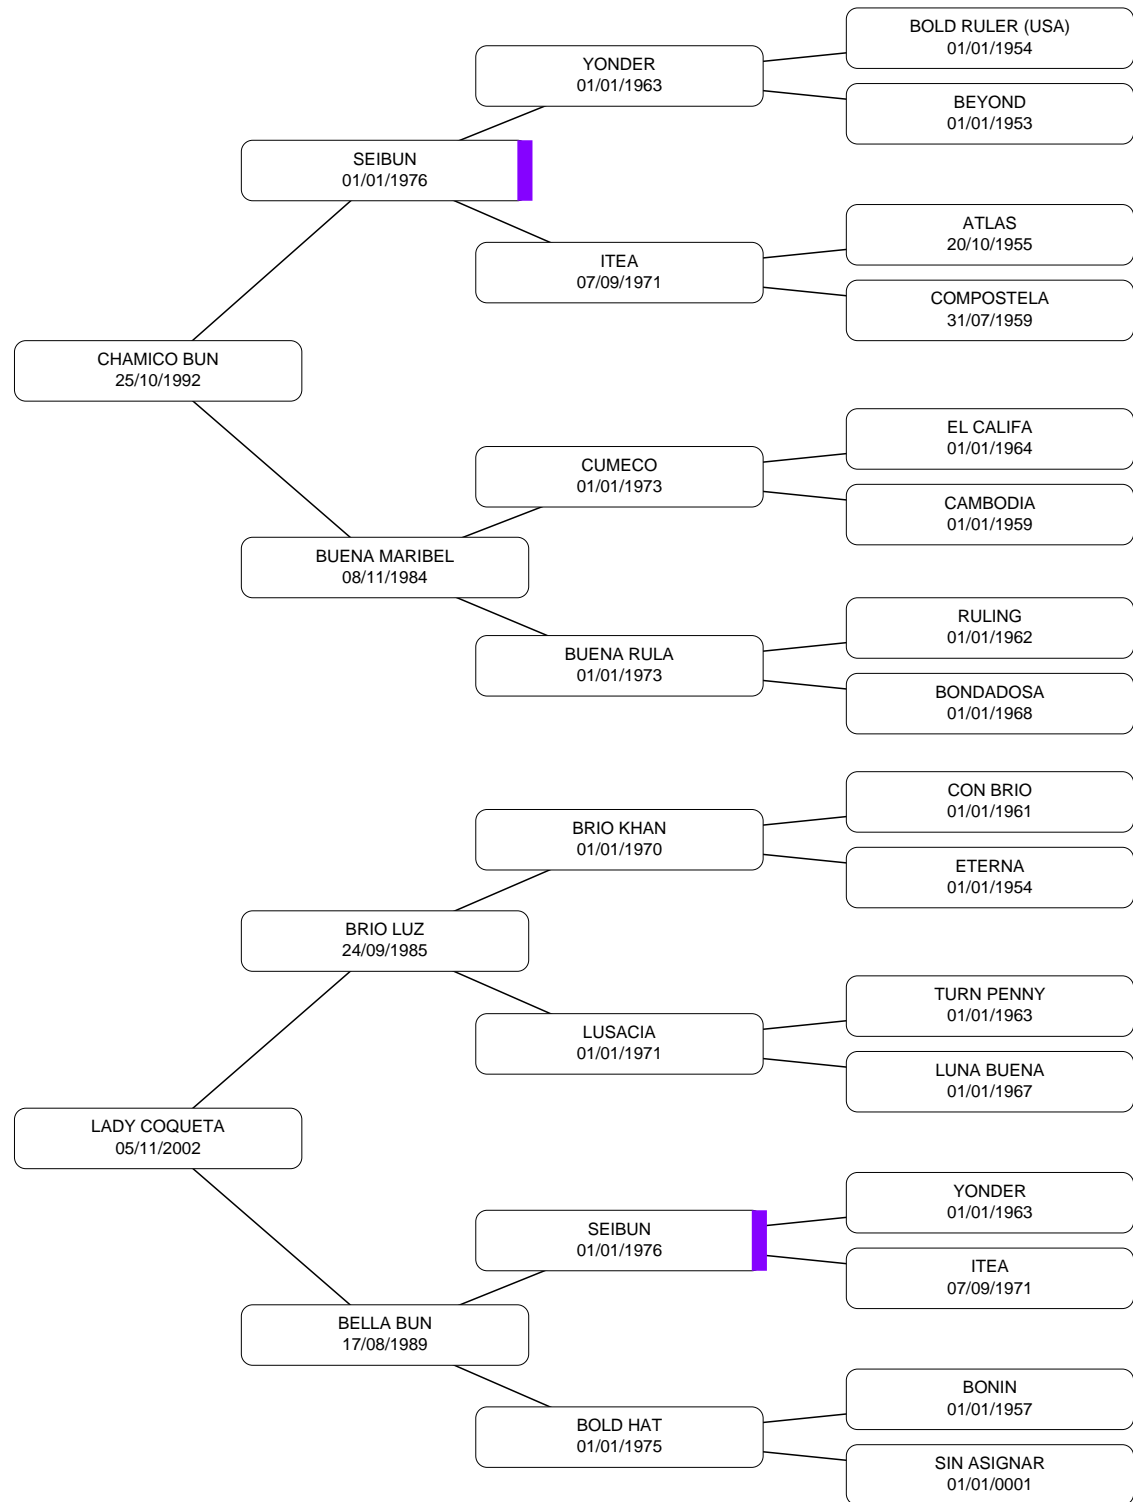 BOLD RULER (USA)
01/01/1954
YONDER
01/01/1963
BEYOND
01/01/1953
SEIBUN
01/01/1976
ATLAS
20/10/1955
ITEA
07/09/1971
COMPOSTELA
31/07/1959
CHAMICO BUN
25/10/1992
EL CALIFA
01/01/1964
CUMECO
01/01/1973
CAMBODIA
01/01/1959
BUENA MARIBEL
08/11/1984
RULING
01/01/1962
BUENA RULA
01/01/1973
BONDADOSA
01/01/1968
CON BRIO
01/01/1961
BRIO KHAN
01/01/1970
ETERNA
01/01/1954
BRIO LUZ
24/09/1985
TURN PENNY
01/01/1963
LUSACIA
01/01/1971
LUNA BUENA
01/01/1967
LADY COQUETA
05/11/2002
YONDER
01/01/1963
SEIBUN
01/01/1976
ITEA
07/09/1971
BELLA BUN
17/08/1989
BONIN
01/01/1957
BOLD HAT
01/01/1975
SIN ASIGNAR
01/01/0001